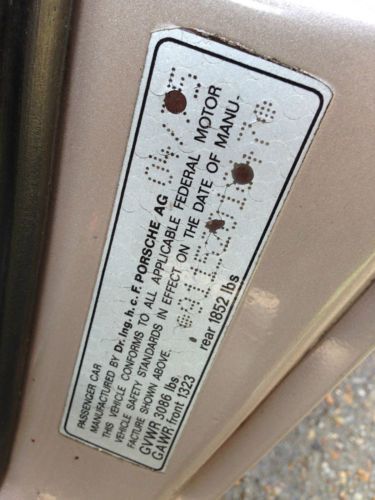 PASSENGER CAR
MANUFACTURED BY Dr. Ing. h. c. F. PORSCHE AG
THIS VEHICLE CONFORMS TO ALL APPLICABLE FEDERAL MOTOR
VEHICLE SAFETY STANDARDS IN EFFECT ON THE DATE OF MANU-
FACTURE SHOWN ABOVE.
GVWR 3086 lbs
GAWR front 1323 rear 1852 lbs